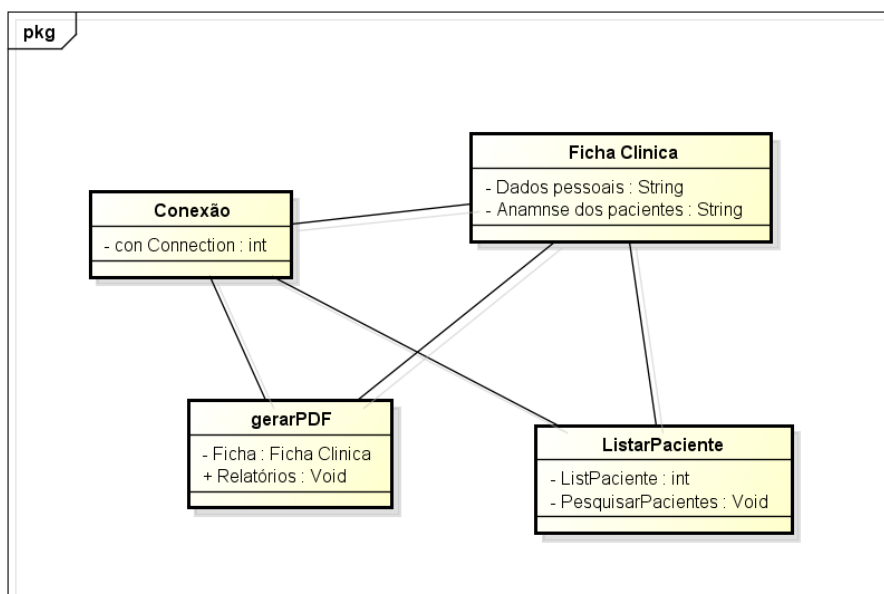 pkg
Ficha Clinica
- Dados pessoais : String
- Anamnse dos pacientes : String
Conexão
- con Connection : int
gerarPDF
- Ficha : Ficha Clinica
+ Relatórios : Void
ListarPaciente
- ListPaciente : int
- PesquisarPacientes : Void